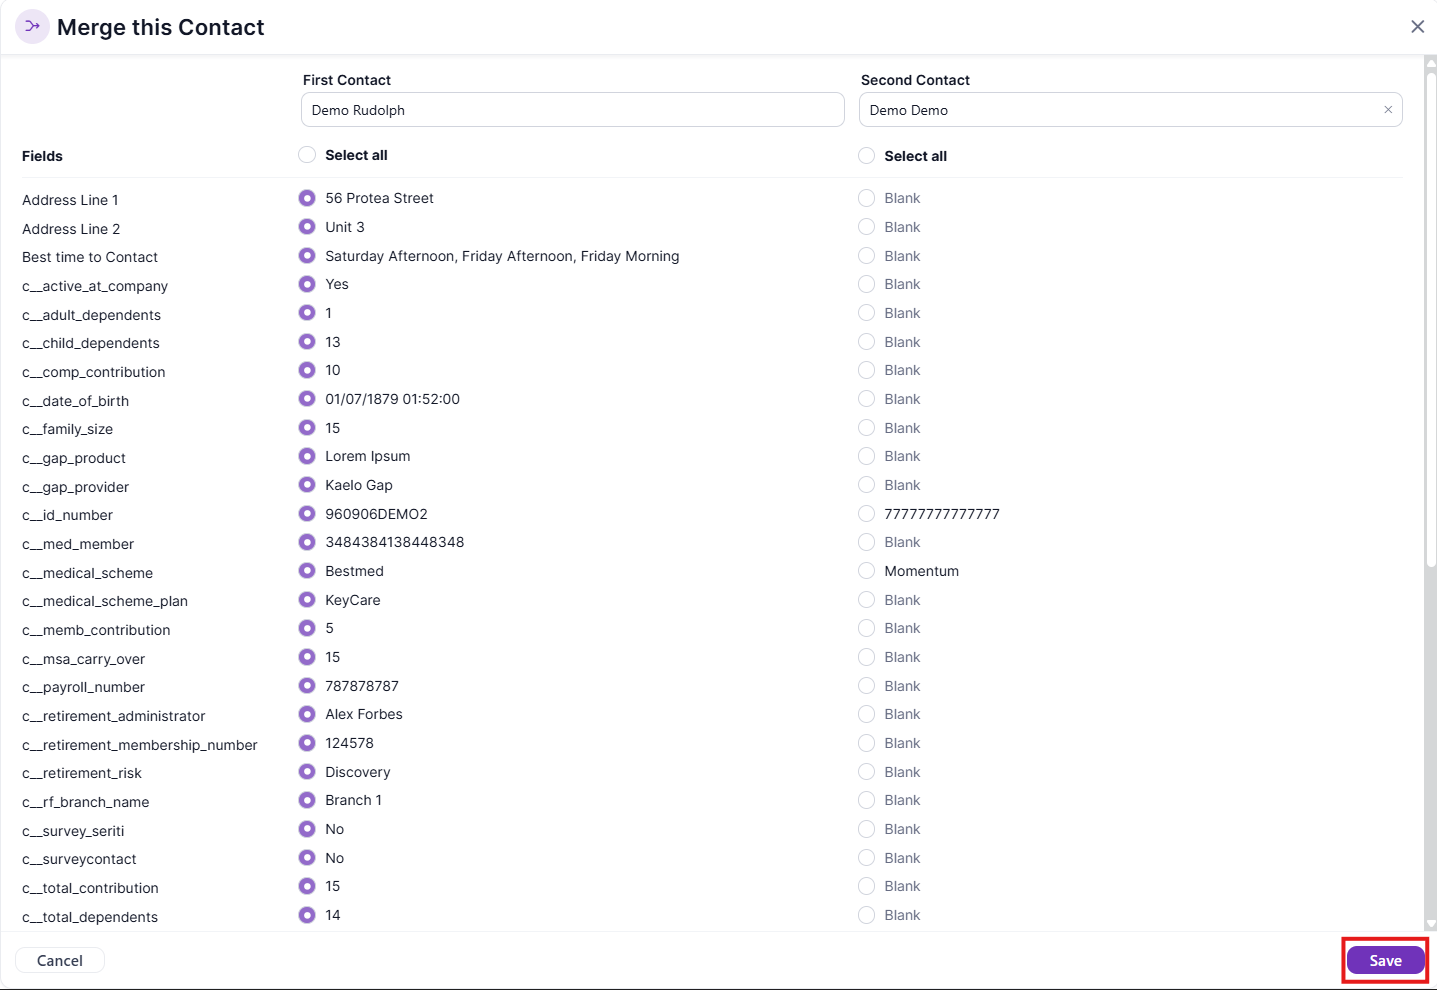 Merge this Contact
First Contact Second Contact
Demo Rudolph Demo Demo
Fields Select all Select all
Address Line 1 56 Protea Street Blank
Address Line 2 Unit 3 Blank
Best time to Contact Saturday Afternoon, Friday Afternoon, Friday Morning Blank
c__active_at_company Yes Blank
c__adult_dependents 1 Blank
c__child_dependents 13 Blank
c__comp_contribution 10 Blank
c__date_of_birth 01/07/1879 01:52:00 Blank
c__family_size 15 Blank
c__gap_product Lorem Ipsum Blank
c__gap_provider Kaelo Gap Blank
c__id_number 960906DEMO2 77777777777777
c__med_member 3484384138448348 Blank
c__medical_scheme Bestmed Momentum
c__medical_scheme_plan KeyCare Blank
c__memb_contribution 5 Blank
c__msa_carry_over 15 Blank
c__payroll_number 787878787 Blank
c__retirement_administrator Alex Forbes Blank
c__retirement_membership_number 124578 Blank
c__retirement_risk Discovery Blank
c__rf_branch_name Branch 1 Blank
c__survey_seriti No Blank
c__surveycontact No Blank
c__total_contribution 15 Blank
c__total_dependents 14 Blank
Cancel Save